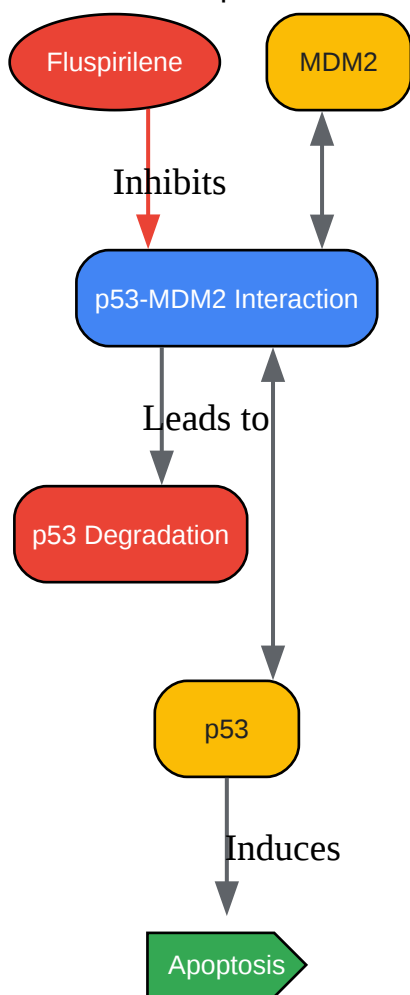 Fluspirilene
MDM2
Inhibits
p53-MDM2 Interaction
Leads to
p53 Degradation
p53
Induces
Apoptosis